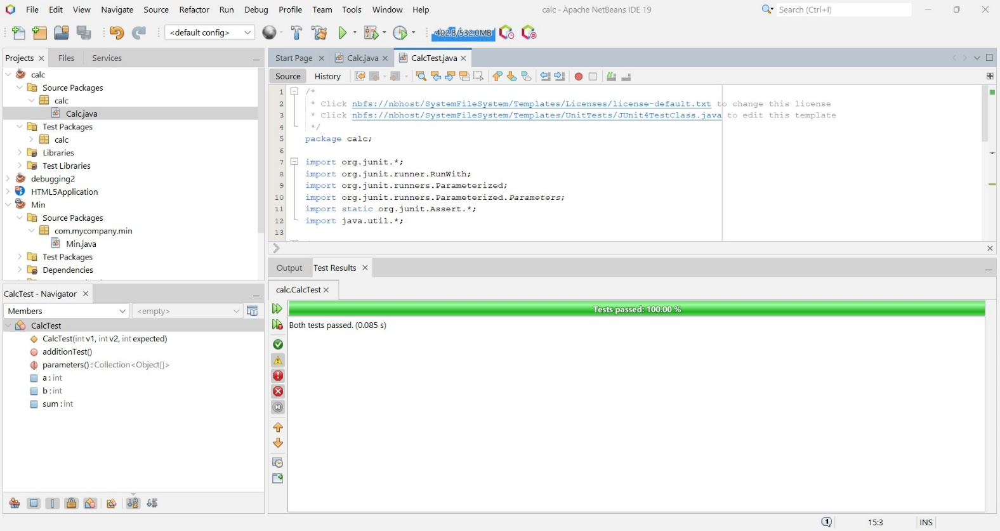 File Edit View Navigate Source Refactor Run Debug Profile Team Tools Window Help
calc - Apache NetBeans IDE 19
Search (Ctrl+I)
<default config>
402.8/532.0MB
Projects Files Services
calc
Source Packages
calc
Calc.java
Test Packages
calc
Libraries
Test Libraries
debugging2
HTML5Application
Min
Source Packages
com.mycompany.min
Min.java
Test Packages
Dependencies
Start Page Calc.java CalcTest.java
Source History
1 /*
2 * Click nbfs://nbhost/SystemFileSystem/Templates/Licenses/license-default.txt to change this license
3 * Click nbfs://nbhost/SystemFileSystem/Templates/UnitTests/JUnit4TestClass.java to edit this template
4 */
5 package calc;
6
7 import org.junit.*;
8 import org.junit.runner.RunWith;
9 import org.junit.runners.Parameterized;
10 import org.junit.runners.Parameterized.Parameters;
11 import static org.junit.Assert.*;
12 import java.util.*;
13
CalcTest - Navigator
Members
<empty>
CalcTest
CalcTest(int v1, int v2, int expected)
additionTest()
parameters() : Collection<Object[]>
a : int
b : int
sum : int
Output Test Results
calc.CalcTest
Tests passed: 100.00 %
Both tests passed. (0.085 s)
1
15:3
INS